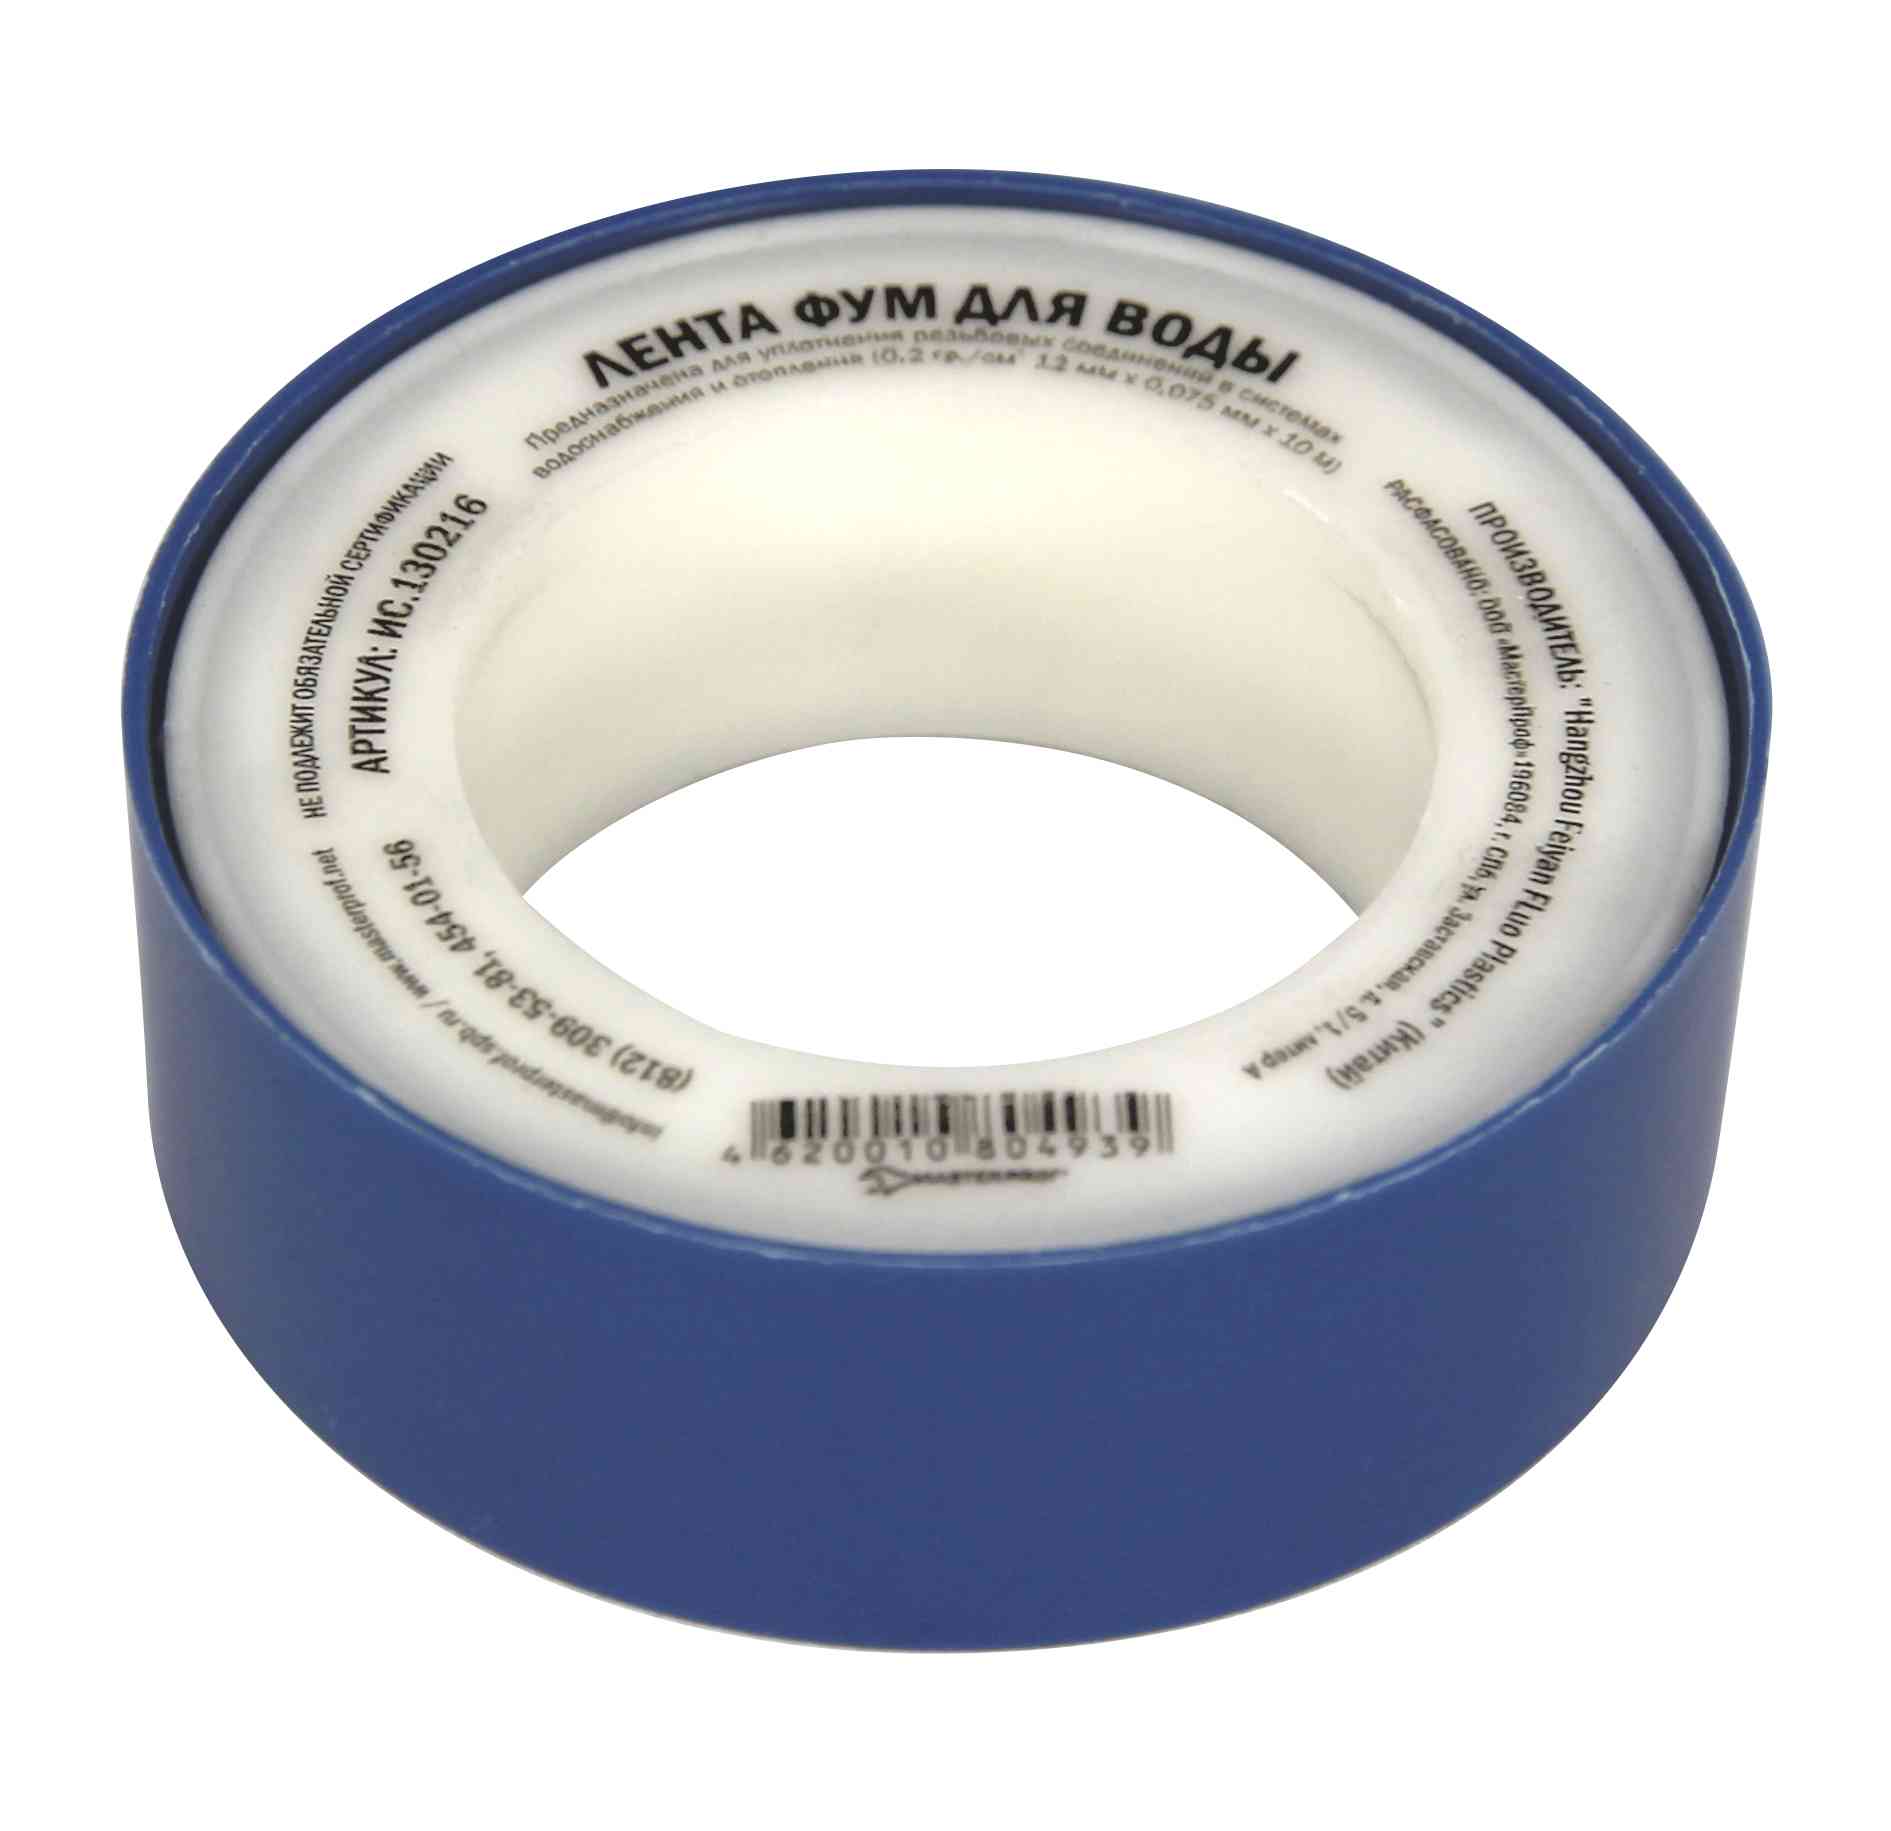 ЛЕНТА ФУМ ДЛЯ ВОДЫ
Предназначена для уплотнения резьбовых соединений в системах
водоснабжения и отопления (0,2 гр./см³ 12 мм х 0,075 мм х 10 м)
ПРОИЗВОДИТЕЛЬ: "Hangzhou Feiyan FLuo Plastics" (Китай)
РАСФАСОВАНО: ООО «МастерПроф» 196084, г. СПб, ул. Заставская, д. 5/1, литер А
НЕ ПОДЛЕЖИТ ОБЯЗАТЕЛЬНОЙ СЕРТИФИКАЦИИ
АРТИКУЛ: ИС.130216
(812) 309-53-81, 454-01-56
info@masterprof.spb.ru / www.masterprof.net
4 620010 804939
MASTERPROF